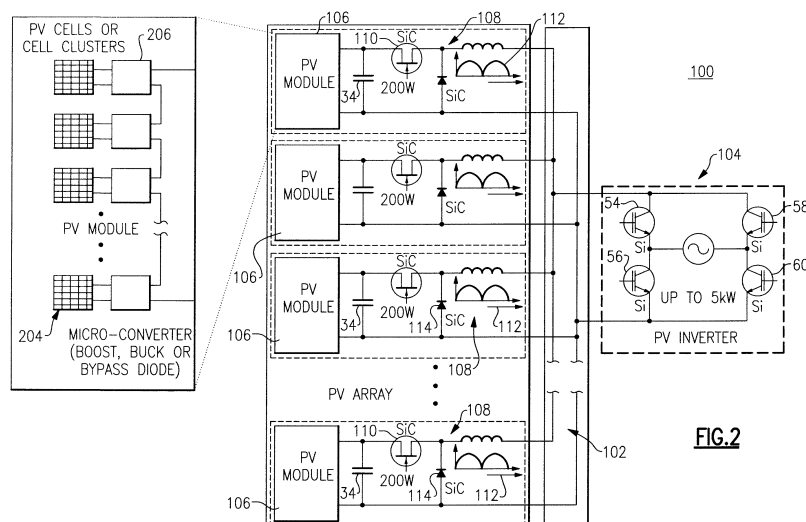 PV CELLS OR
CELL CLUSTERS
206
PV MODULE
204
MICRO-CONVERTER
(BOOST, BUCK OR
BYPASS DIODE)
106
108
112
110
SiC
PV
MODULE
34
200W
SiC
PV
MODULE
SiC
200W
SiC
106
PV
MODULE
SiC
34
200W
114
SiC
112
106
108
PV ARRAY
110
SiC
108
PV
MODULE
34
200W
114
SiC
112
106
102
100
104
54
58
Si
Si
56
60
Si
Si
UP TO 5kW
PV INVERTER
FIG.2